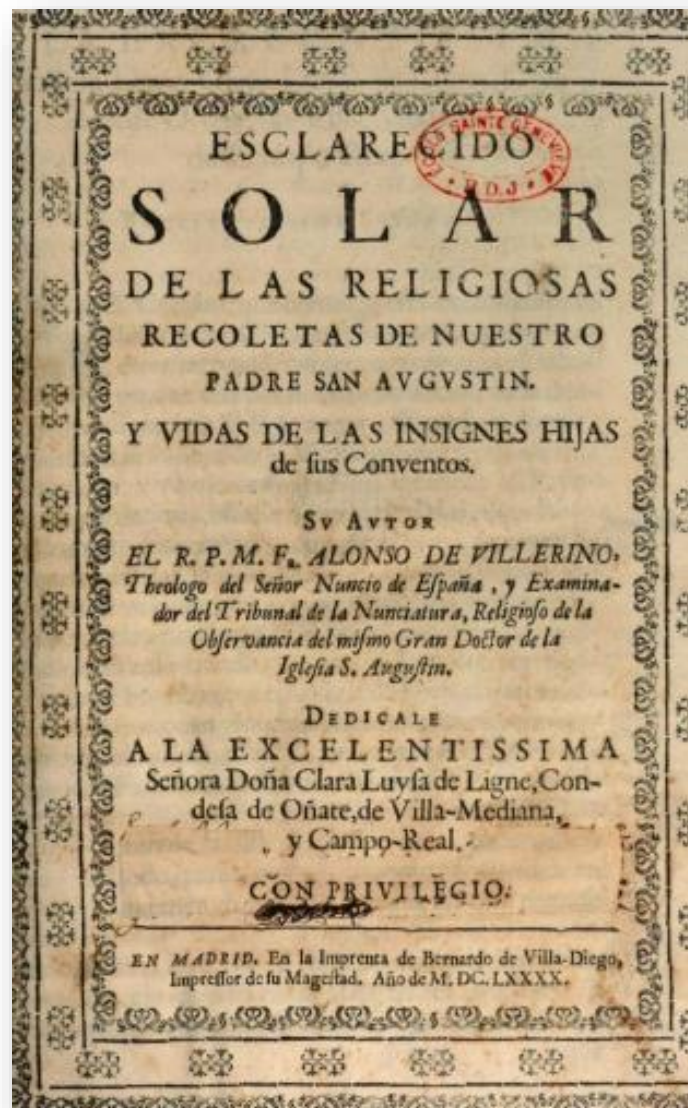 ESCLARECIDO
SOLAR
DE LAS RELIGIOSAS
RECOLETAS DE NUESTRO
PADRE SAN AVGVSTIN.
Y VIDAS DE LAS INSIGNES HIJAS
de sus Conventos.
SV AVTOR
EL R. P. M. Fr. ALONSO DE VILLERINO,
Theologo del Señor Nuncio de España, y Examina-
dor del Tribunal de la Nunciatura, Religioso de la
Observancia del mismo Gran Doctor de la
Iglesia S. Augustin.
DEDICALE
A LA EXCELENTISSIMA
Señora Doña Clara Luysa de Ligne, Con-
desa de Oñate, de Villa-Mediana,
y Campo-Real.
CON PRIVILEGIO.
EN MADRID. En la Imprenta de Bernardo de Villa-Diego,
Impressor de su Magestad. Año de M. DC. LXXXX.
SAINTE GENEVIEVE
B.D.J